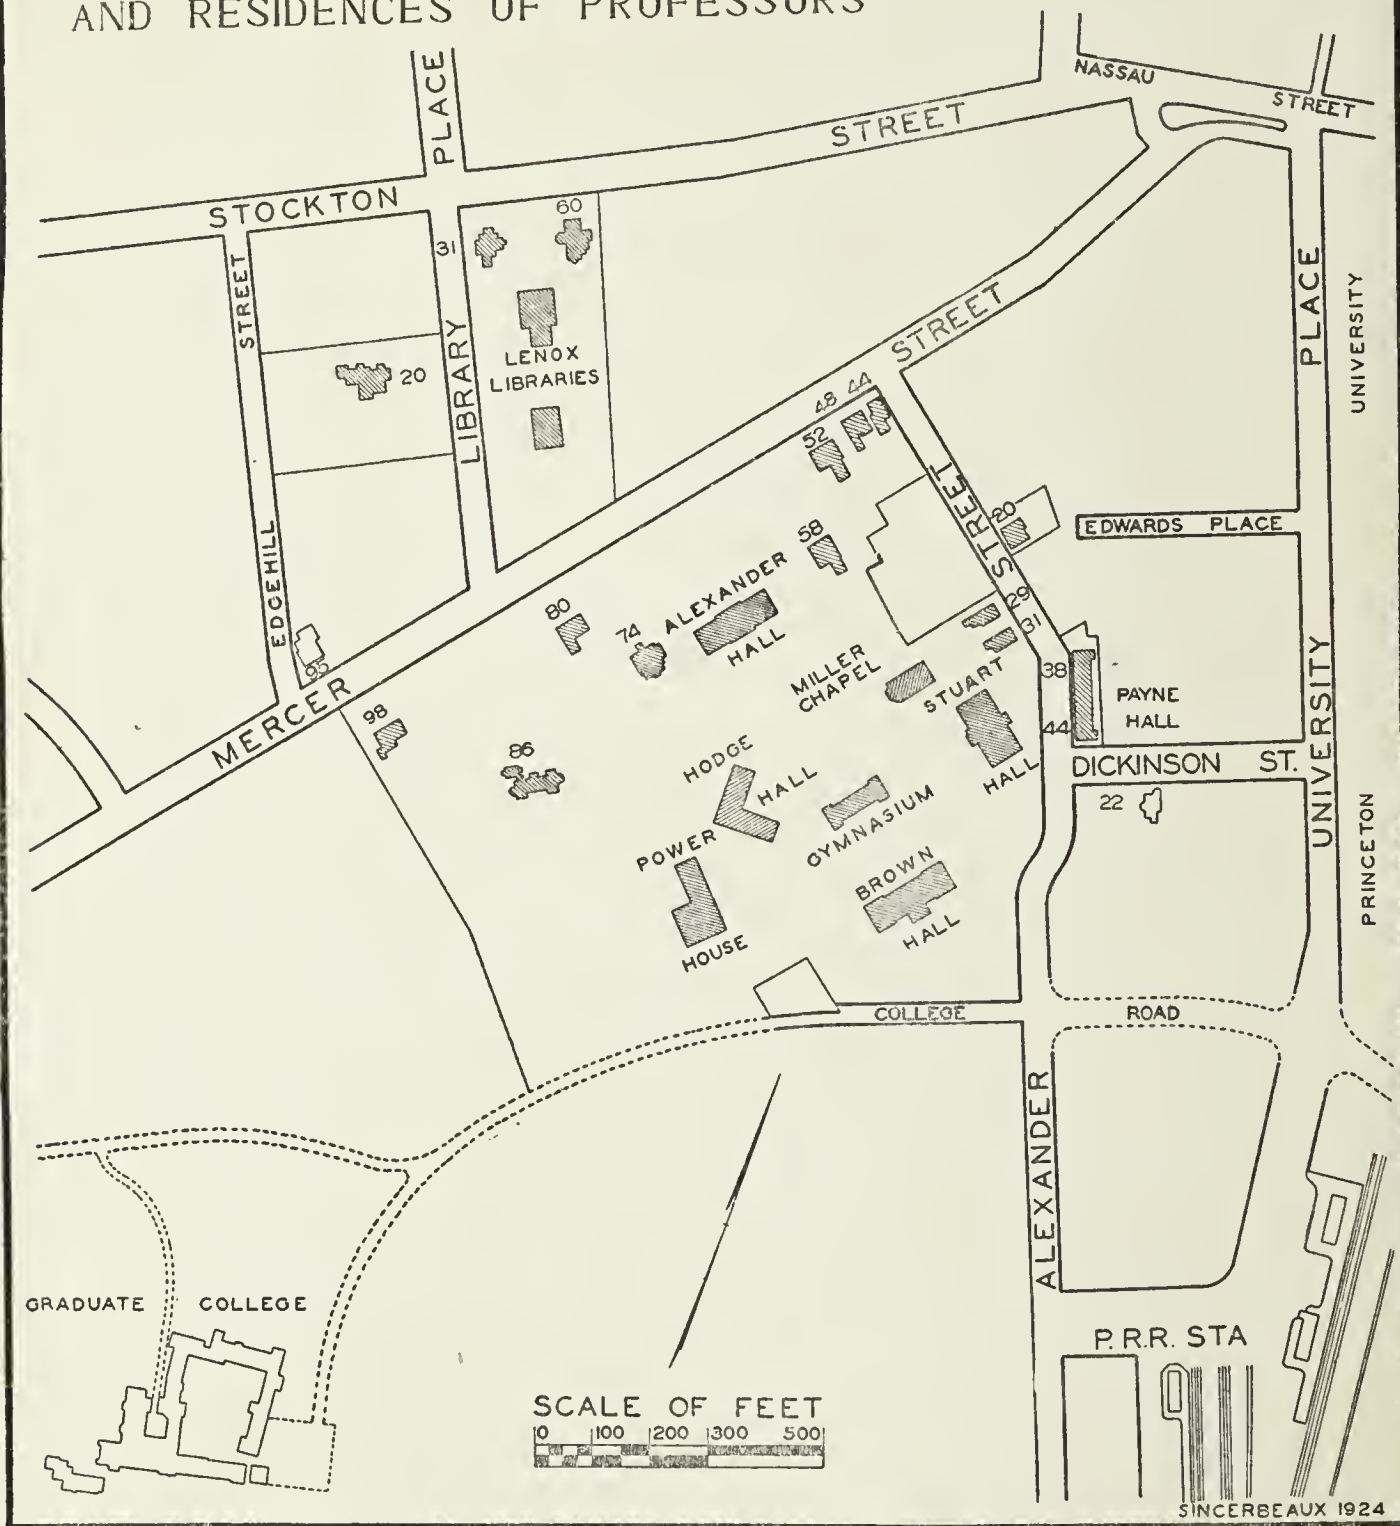 AND RESIDENCES OF PROFESSORS
PLACE
NASSAU
STREET
STREET
STOCKTON
60
31
STREET
PLACE
UNIVERSITY
STREET
LENOX
LIBRARIES
LIBRARY
20
48 44
52
STREET
20
EDWARDS PLACE
58
EDGEHILL
ALEXANDER
HALL
80
74
29
31
95
MERCER
98
86
MILLER
CHAPEL
STUART
HALL
38
44
PAYNE
HALL
DICKINSON ST.
22
UNIVERSITY
PRINCETON
HODGE
HALL
GYMNASIUM
POWER
HOUSE
BROWN
HALL
COLLEGE ROAD
ALEXANDER
GRADUATE COLLEGE
P.R.R. STA
SCALE OF FEET
0 100 200 300 500
SINCERBEAUX 1924